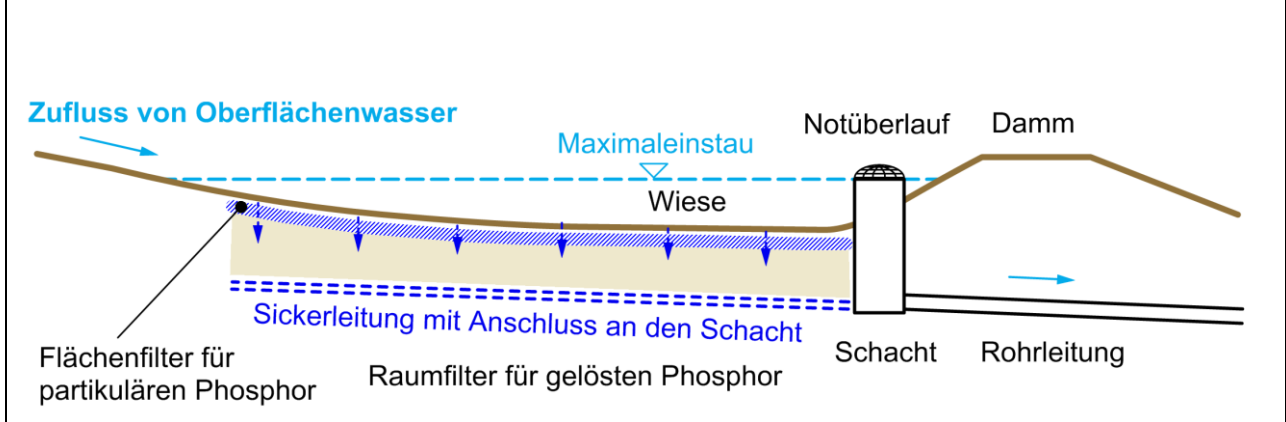 Zufluss von Oberflächenwasser
Maximaleinstau
Notüberlauf
Damm
Wiese
Sickerleitung mit Anschluss an den Schacht
Flächenfilter für
partikulären Phosphor
Raumfilter für gelösten Phosphor
Schacht
Rohrleitung